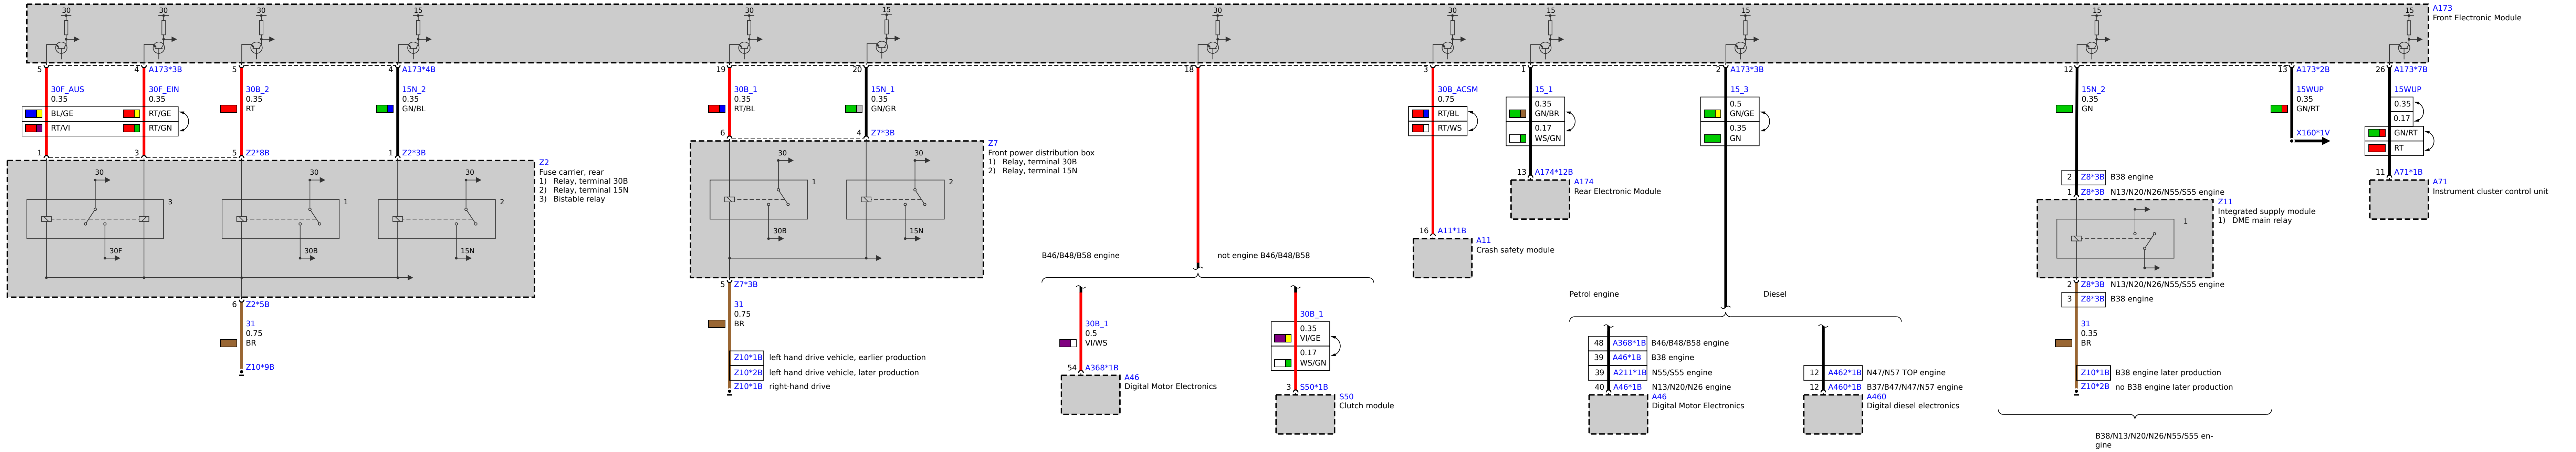 30
30
30
15
30
15
30
30
15
15
15
15
A173
Front Electronic Module
5
4
A173*3B
5
4
A173*4B
19
20
18
3
1
2
A173*3B
12
13
A173*2B
26
A173*7B
30F_AUS
0.35
BL/GE
RT/VI
30F_EIN
0.35
RT/GE
RT/GN
30B_2
0.35
RT
15N_2
0.35
GN/BL
30B_1
0.35
RT/BL
15N_1
0.35
GN/GR
30B_ACSM
0.75
RT/BL
RT/WS
15_1
0.35
GN/BR
0.17
WS/GN
15_3
0.5
GN/GE
0.35
GN
15N_2
0.35
GN
15WUP
0.35
GN/RT
X160*1V
15WUP
0.35
0.17
GN/RT
RT
1
3
5
Z2*8B
1
Z2*3B
6
4
Z7*3B
13
A174*12B
11
A71*1B
Z2
Fuse carrier, rear
1) Relay, terminal 30B
2) Relay, terminal 15N
3) Bistable relay
30
3
30F
30
1
30B
30
2
15N
Z7
Front power distribution box
1) Relay, terminal 30B
2) Relay, terminal 15N
30
1
30B
30
2
15N
A174
Rear Electronic Module
A71
Instrument cluster control unit
2
Z8*3B
B38 engine
1
Z8*3B
N13/N20/N26/N55/S55 engine
Z11
Integrated supply module
1) DME main relay
1
16
A11*1B
A11
Crash safety module
B46/B48/B58 engine
not engine B46/B48/B58
6
Z2*5B
31
0.75
BR
Z10*9B
5
Z7*3B
31
0.75
BR
Z10*1B
left hand drive vehicle, earlier production
Z10*2B
left hand drive vehicle, later production
Z10*1B
right-hand drive
30B_1
0.5
VI/WS
54
A368*1B
A46
Digital Motor Electronics
30B_1
0.35
VI/GE
0.17
WS/GN
3
S50*1B
S50
Clutch module
Petrol engine
Diesel
48
A368*1B
B46/B48/B58 engine
39
A46*1B
B38 engine
39
A211*1B
N55/S55 engine
40
A46*1B
N13/N20/N26 engine
A46
Digital Motor Electronics
12
A462*1B
N47/N57 TOP engine
12
A460*1B
B37/B47/N47/N57 engine
A460
Digital diesel electronics
2
Z8*3B
N13/N20/N26/N55/S55 engine
3
Z8*3B
B38 engine
31
0.35
BR
Z10*1B
B38 engine later production
Z10*2B
no B38 engine later production
B38/N13/N20/N26/N55/S55 en-
gine